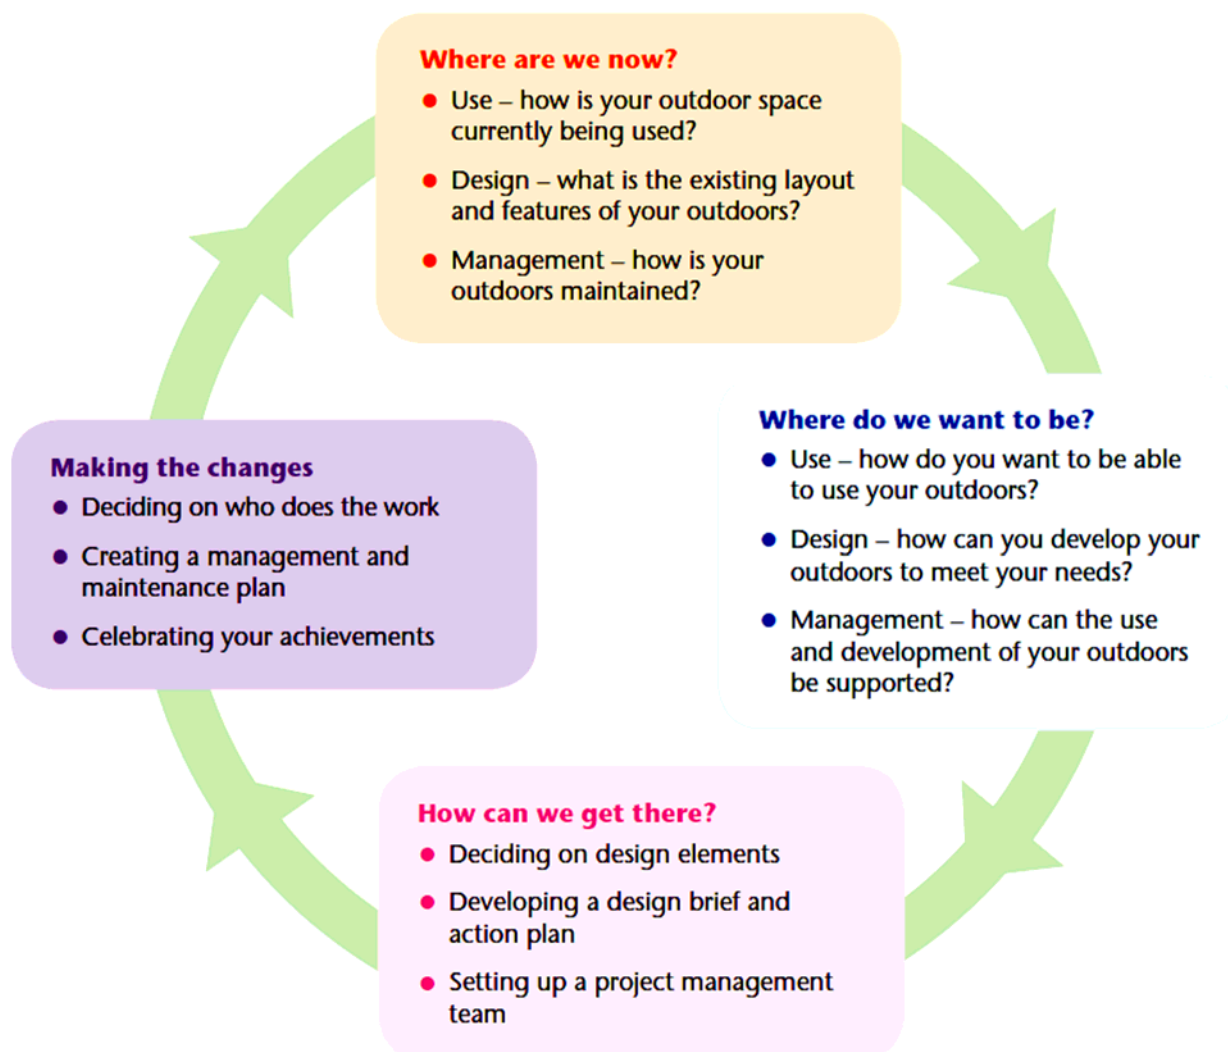 Where are we now?
• Use – how is your outdoor space
currently being used?
• Design – what is the existing layout
and features of your outdoors?
• Management – how is your
outdoors maintained?
Where do we want to be?
• Use – how do you want to be able
to use your outdoors?
• Design – how can you develop your
outdoors to meet your needs?
• Management – how can the use
and development of your outdoors
be supported?
How can we get there?
• Deciding on design elements
• Developing a design brief and
action plan
• Setting up a project management
team
Making the changes
• Deciding on who does the work
• Creating a management and
maintenance plan
• Celebrating your achievements